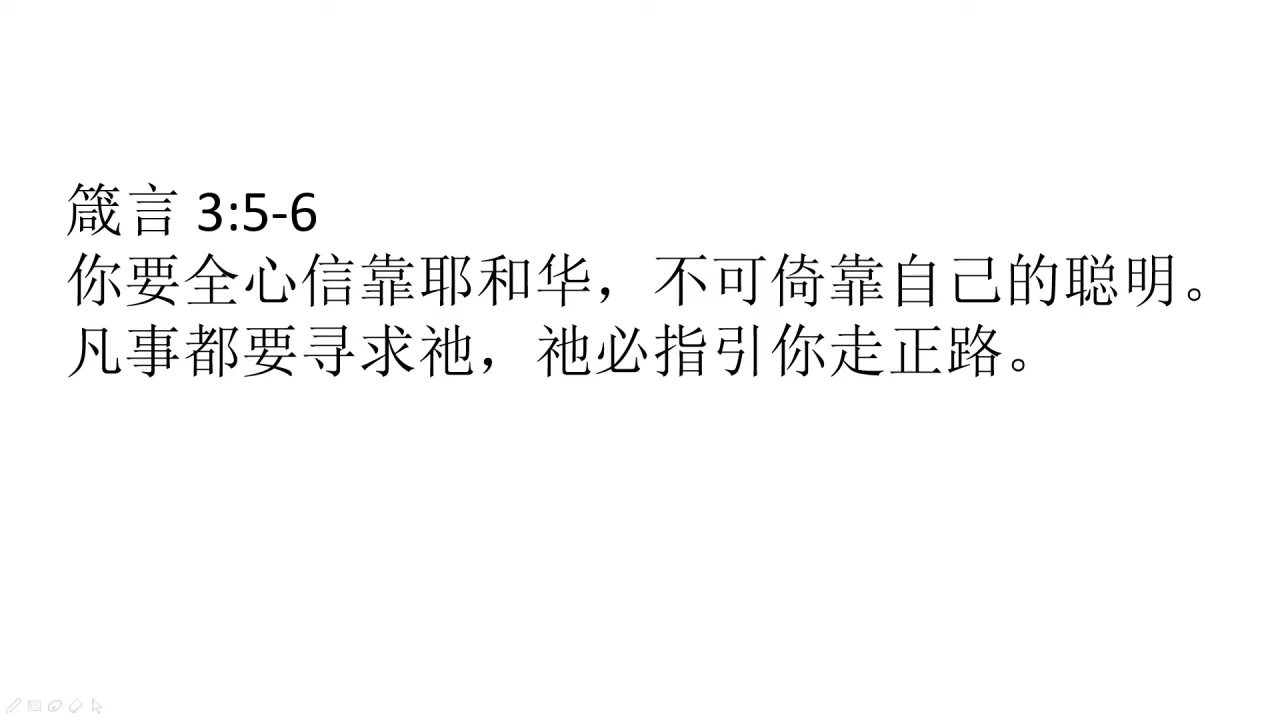 箴言 3:5-6
你要全心信靠耶和华，不可倚靠自己的聪明。
凡事都要寻求祂，祂必指引你走正路。